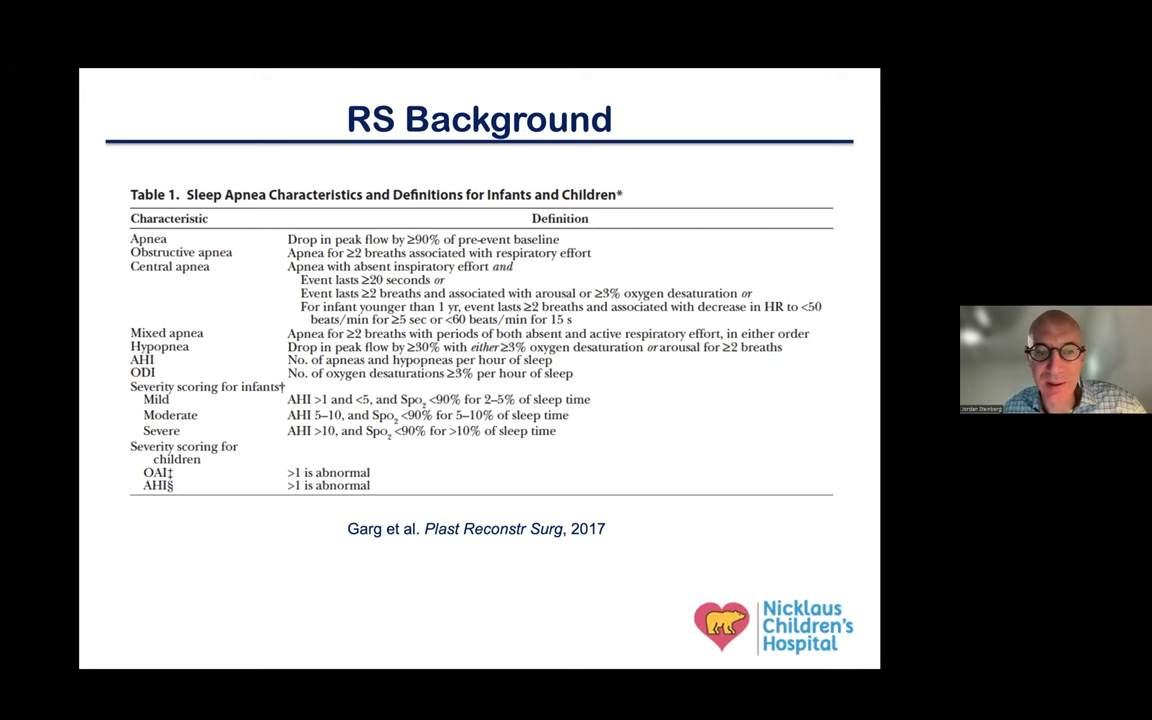 RS Background
Table 1. Sleep Apnea Characteristics and Definitions for Infants and Children*
Characteristic Definition
Apnea Drop in peak flow by ≥90% of pre-event baseline
Obstructive apnea Apnea for ≥2 breaths associated with respiratory effort
Central apnea Apnea with absent inspiratory effort and
Event lasts ≥20 seconds or
Event lasts ≥2 breaths and associated with arousal or ≥3% oxygen desaturation or
For infant younger than 1 yr, event lasts ≥2 breaths and associated with decrease in HR to <50
beats/min for ≥5 sec or <60 beats/min for 15 s
Mixed apnea Apnea for ≥2 breaths with periods of both absent and active respiratory effort, in either order
Hypopnea Drop in peak flow by ≥30% with either ≥3% oxygen desaturation or arousal for ≥2 breaths
AHI No. of apneas and hypopneas per hour of sleep
ODI No. of oxygen desaturations ≥3% per hour of sleep
Severity scoring for infants†
Mild AHI >1 and <5, and Spo2 <90% for 2–5% of sleep time
Moderate AHI 5–10, and Spo2 <90% for 5–10% of sleep time
Severe AHI >10, and Spo2 <90% for >10% of sleep time
Severity scoring for
children
OAI‡ >1 is abnormal
AHI§ >1 is abnormal
Garg et al. Plast Reconstr Surg, 2017
Nicklaus
Children's
Hospital
Jordan Steinberg